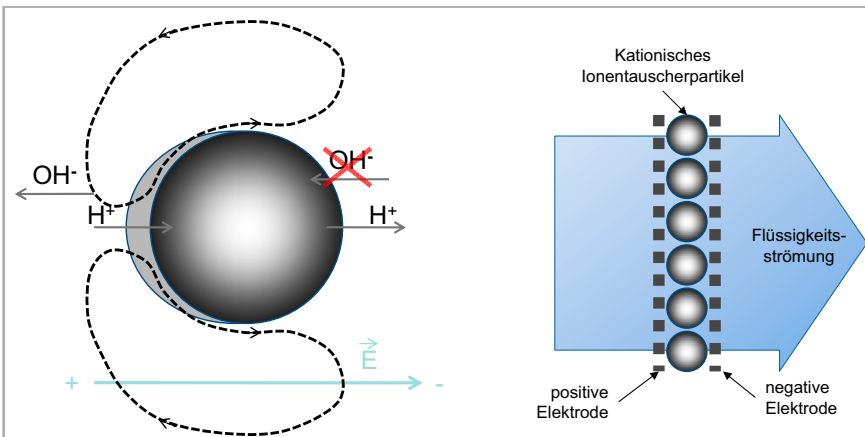 OH-
H+
OH-
H+
E
+
-
Kationisches
Ionentauscherpartikel
Flüssigkeits-
strömung
positive
Elektrode
negative
Elektrode